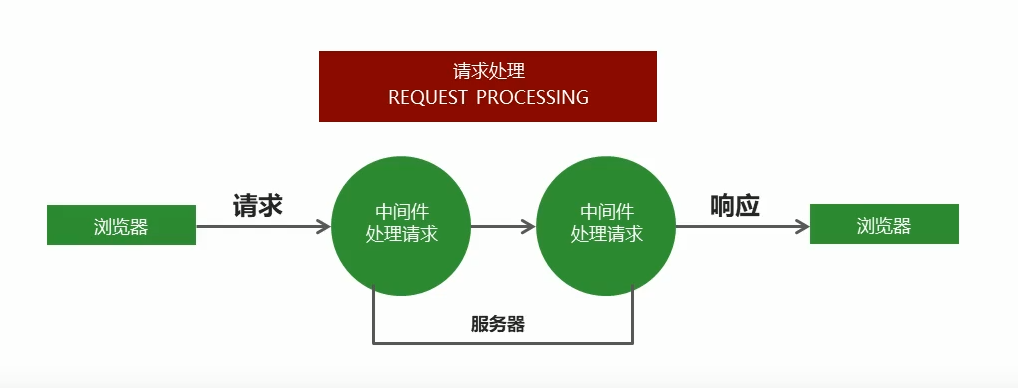 请求处理
REQUEST PROCESSING
浏览器
请求
中间件
处理请求
中间件
处理请求
响应
浏览器
服务器